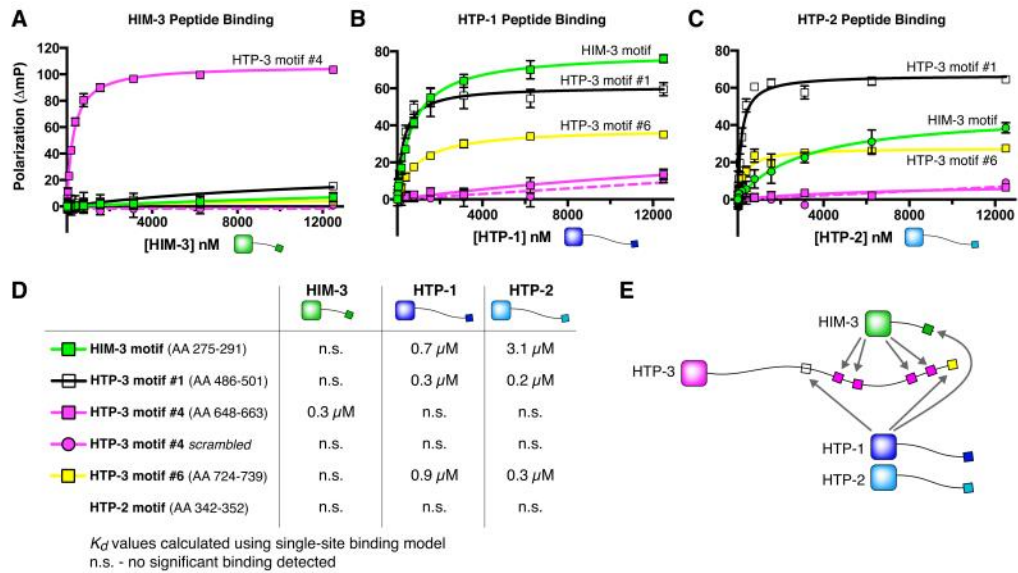 A
HIM-3 Peptide Binding
Polarization (ΔmP)
120
100
80
60
40
20
0
HTP-3 motif #4
4000
8000
12000
[HIM-3] nM
B
HTP-1 Peptide Binding
80
60
40
20
0
HIM-3 motif
HTP-3 motif #1
HTP-3 motif #6
4000
8000
12000
[HTP-1] nM
C
HTP-2 Peptide Binding
80
60
40
20
0
HTP-3 motif #1
HIM-3 motif
HTP-3 motif #6
4000
8000
12000
[HTP-2] nM
D
HIM-3 HTP-1 HTP-2
HIM-3 motif (AA 275-291) n.s. 0.7 µM 3.1 µM
HTP-3 motif #1 (AA 486-501) n.s. 0.3 µM 0.2 µM
HTP-3 motif #4 (AA 648-663) 0.3 µM n.s. n.s.
HTP-3 motif #4 scrambled n.s. n.s. n.s.
HTP-3 motif #6 (AA 724-739) n.s. 0.9 µM 0.3 µM
HTP-2 motif (AA 342-352) n.s. n.s. n.s.
Kd values calculated using single-site binding model
n.s. - no significant binding detected
E
HIM-3
HTP-3
HTP-1
HTP-2